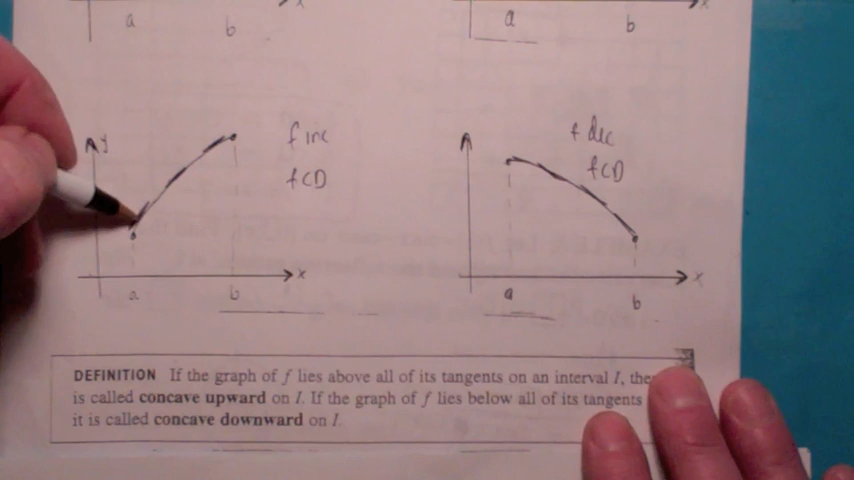 x
x
a
b
a
b
y
f inc
f CD
x
a
b
f dec
f CD
x
a
b
DEFINITION If the graph of f lies above all of its tangents on an interval I, the
is called concave upward on I. If the graph of f lies below all of its tangents
it is called concave downward on I.